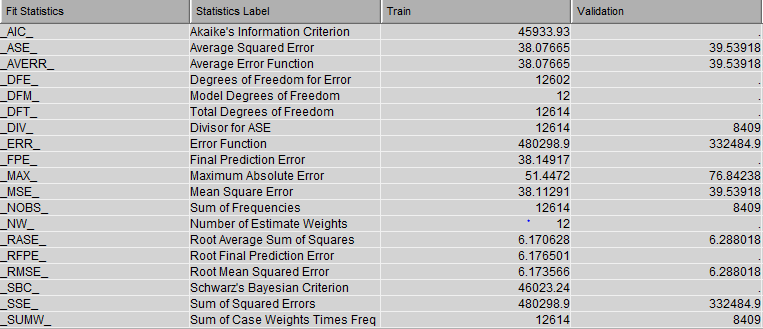 Fit Statistics Statistics Label Train Validation
_AIC_ Akaike's Information Criterion 45933.93 .
_ASE_ Average Squared Error 38.07665 39.53918
_AVERR_ Average Error Function 38.07665 39.53918
_DFE_ Degrees of Freedom for Error 12602 .
_DFM_ Model Degrees of Freedom 12 .
_DFT_ Total Degrees of Freedom 12614 .
_DIV_ Divisor for ASE 12614 8409
_ERR_ Error Function 480298.9 332484.9
_FPE_ Final Prediction Error 38.14917 .
_MAX_ Maximum Absolute Error 51.4472 76.84238
_MSE_ Mean Square Error 38.11291 39.53918
_NOBS_ Sum of Frequencies 12614 8409
_NW_ Number of Estimate Weights 12 .
_RASE_ Root Average Sum of Squares 6.170628 6.288018
_RFPE_ Root Final Prediction Error 6.176501 .
_RMSE_ Root Mean Squared Error 6.173566 6.288018
_SBC_ Schwarz's Bayesian Criterion 46023.24 .
_SSE_ Sum of Squared Errors 480298.9 332484.9
_SUMW_ Sum of Case Weights Times Freq 12614 8409